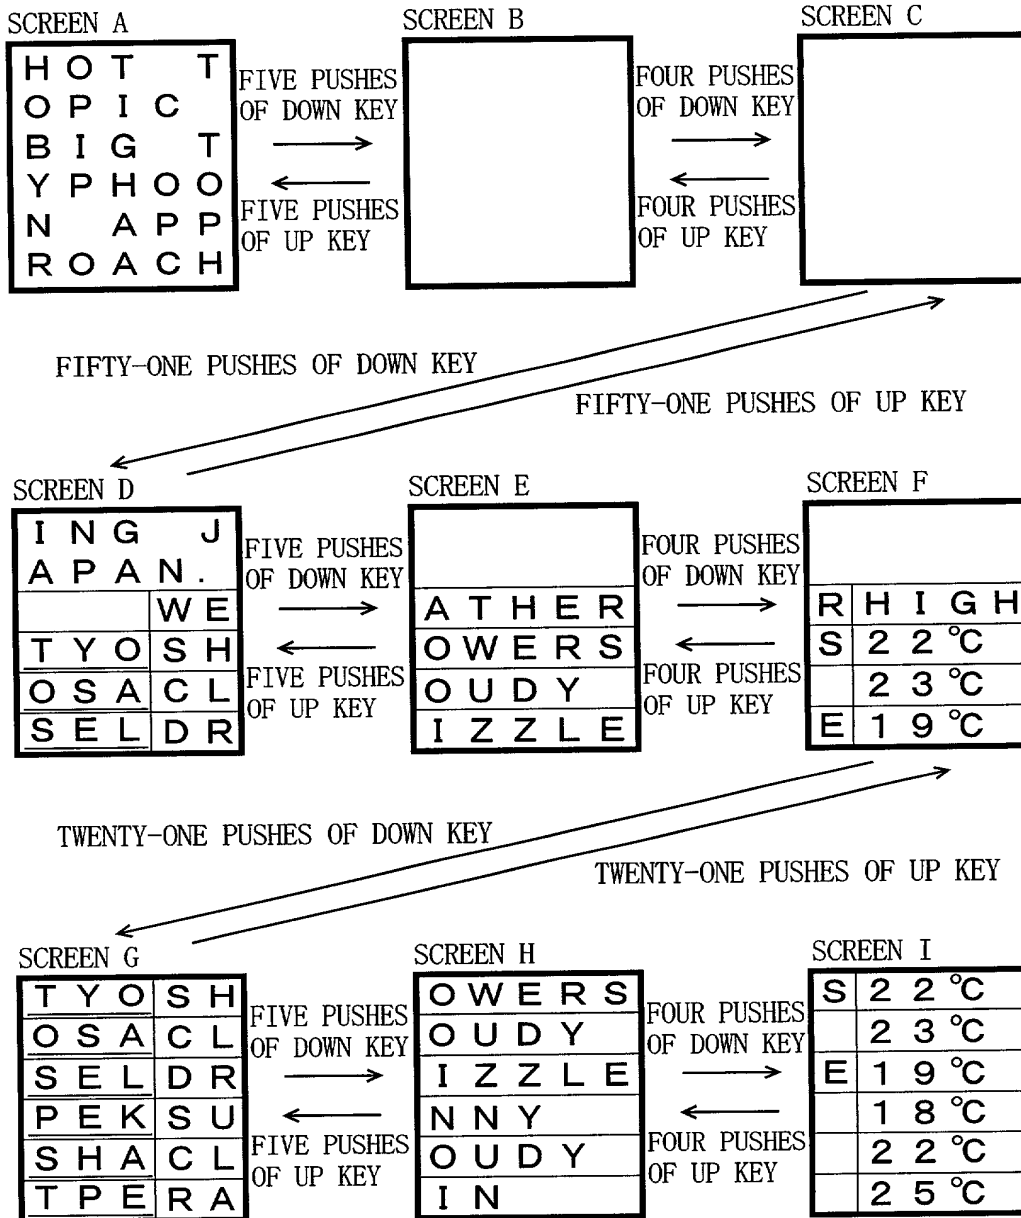 SCREEN A
SCREEN B
SCREEN C
HOT T
OPIC
BIG T
YPHOO
N APP
ROACH
FIVE PUSHES
OF DOWN KEY
FIVE PUSHES
OF UP KEY
FOUR PUSHES
OF DOWN KEY
FOUR PUSHES
OF UP KEY
FIFTY-ONE PUSHES OF DOWN KEY
FIFTY-ONE PUSHES OF UP KEY
SCREEN D
SCREEN E
SCREEN F
ING J
APAN.
WE
TYO SH
OSA CL
SEL DR
FIVE PUSHES
OF DOWN KEY
FIVE PUSHES
OF UP KEY
ATHER
OWERS
OUDY
IZZLE
FOUR PUSHES
OF DOWN KEY
FOUR PUSHES
OF UP KEY
R HIGH
S 22℃
23℃
E 19℃
TWENTY-ONE PUSHES OF DOWN KEY
TWENTY-ONE PUSHES OF UP KEY
SCREEN G
SCREEN H
SCREEN I
TYO SH
OSA CL
SEL DR
PEK SU
SHA CL
TPE RA
FIVE PUSHES
OF DOWN KEY
FIVE PUSHES
OF UP KEY
OWERS
OUDY
IZZLE
NNY
OUDY
IN
FOUR PUSHES
OF DOWN KEY
FOUR PUSHES
OF UP KEY
S 22℃
23℃
E 19℃
18℃
22℃
25℃